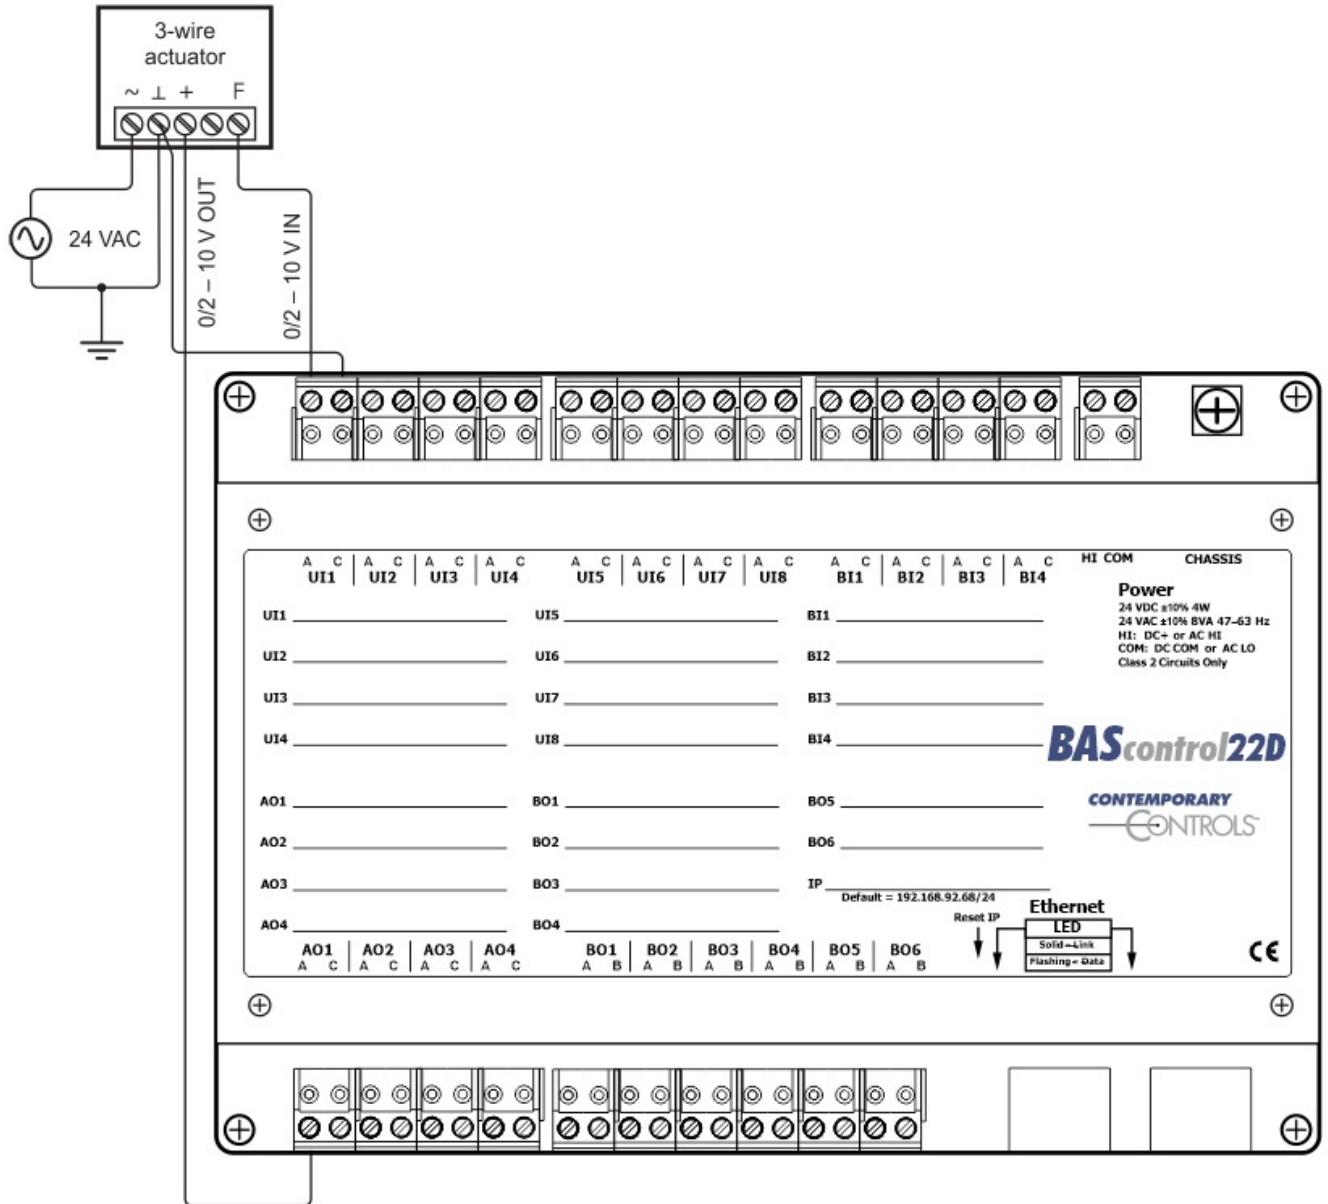 3-wire
actuator
~ ⊥ + F
24 VAC
0/2 – 10 V OUT
0/2 – 10 V IN
A C A C A C A C A C A C A C A C A C A C A C A C
UI1 UI2 UI3 UI4 UI5 UI6 UI7 UI8 BI1 BI2 BI3 BI4
HI COM CHASSIS
Power
24 VDC ±10% 4W
24 VAC ±10% 8VA 47–63 Hz
HI: DC+ or AC HI
COM: DC COM or AC LO
Class 2 Circuits Only
UI1 UI5 BI1
UI2 UI6 BI2
UI3 UI7 BI3
UI4 UI8 BI4
BAScontrol22D
CONTEMPORARY
CONTROLS
AO1 BO1 BO5
AO2 BO2 BO6
AO3 BO3 IP
Default = 192.168.92.68/24
AO4 BO4
Reset IP
Ethernet
LED
Solid = Link
Flashing = Data
CE
AO1 AO2 AO3 AO4 BO1 BO2 BO3 BO4 BO5 BO6
A C A C A C A C A B A B A B A B A B A B